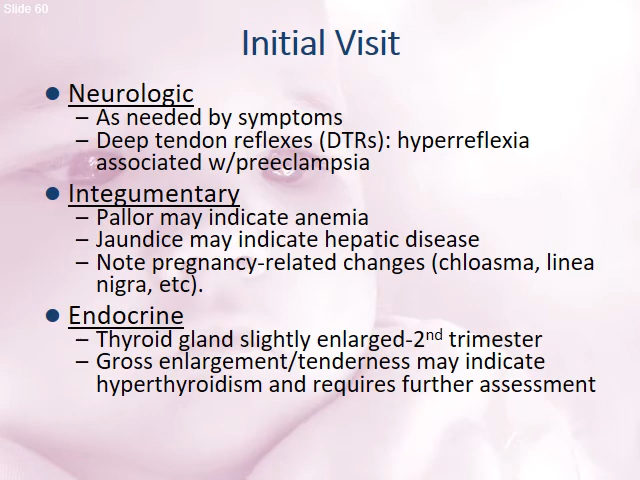 Slide 60
Initial Visit
● Neurologic
– As needed by symptoms
– Deep tendon reflexes (DTRs): hyperreflexia
associated w/preeclampsia
● Integumentary
– Pallor may indicate anemia
– Jaundice may indicate hepatic disease
– Note pregnancy-related changes (chloasma, linea
nigra, etc).
● Endocrine
– Thyroid gland slightly enlarged-2nd trimester
– Gross enlargement/tenderness may indicate
hyperthyroidism and requires further assessment